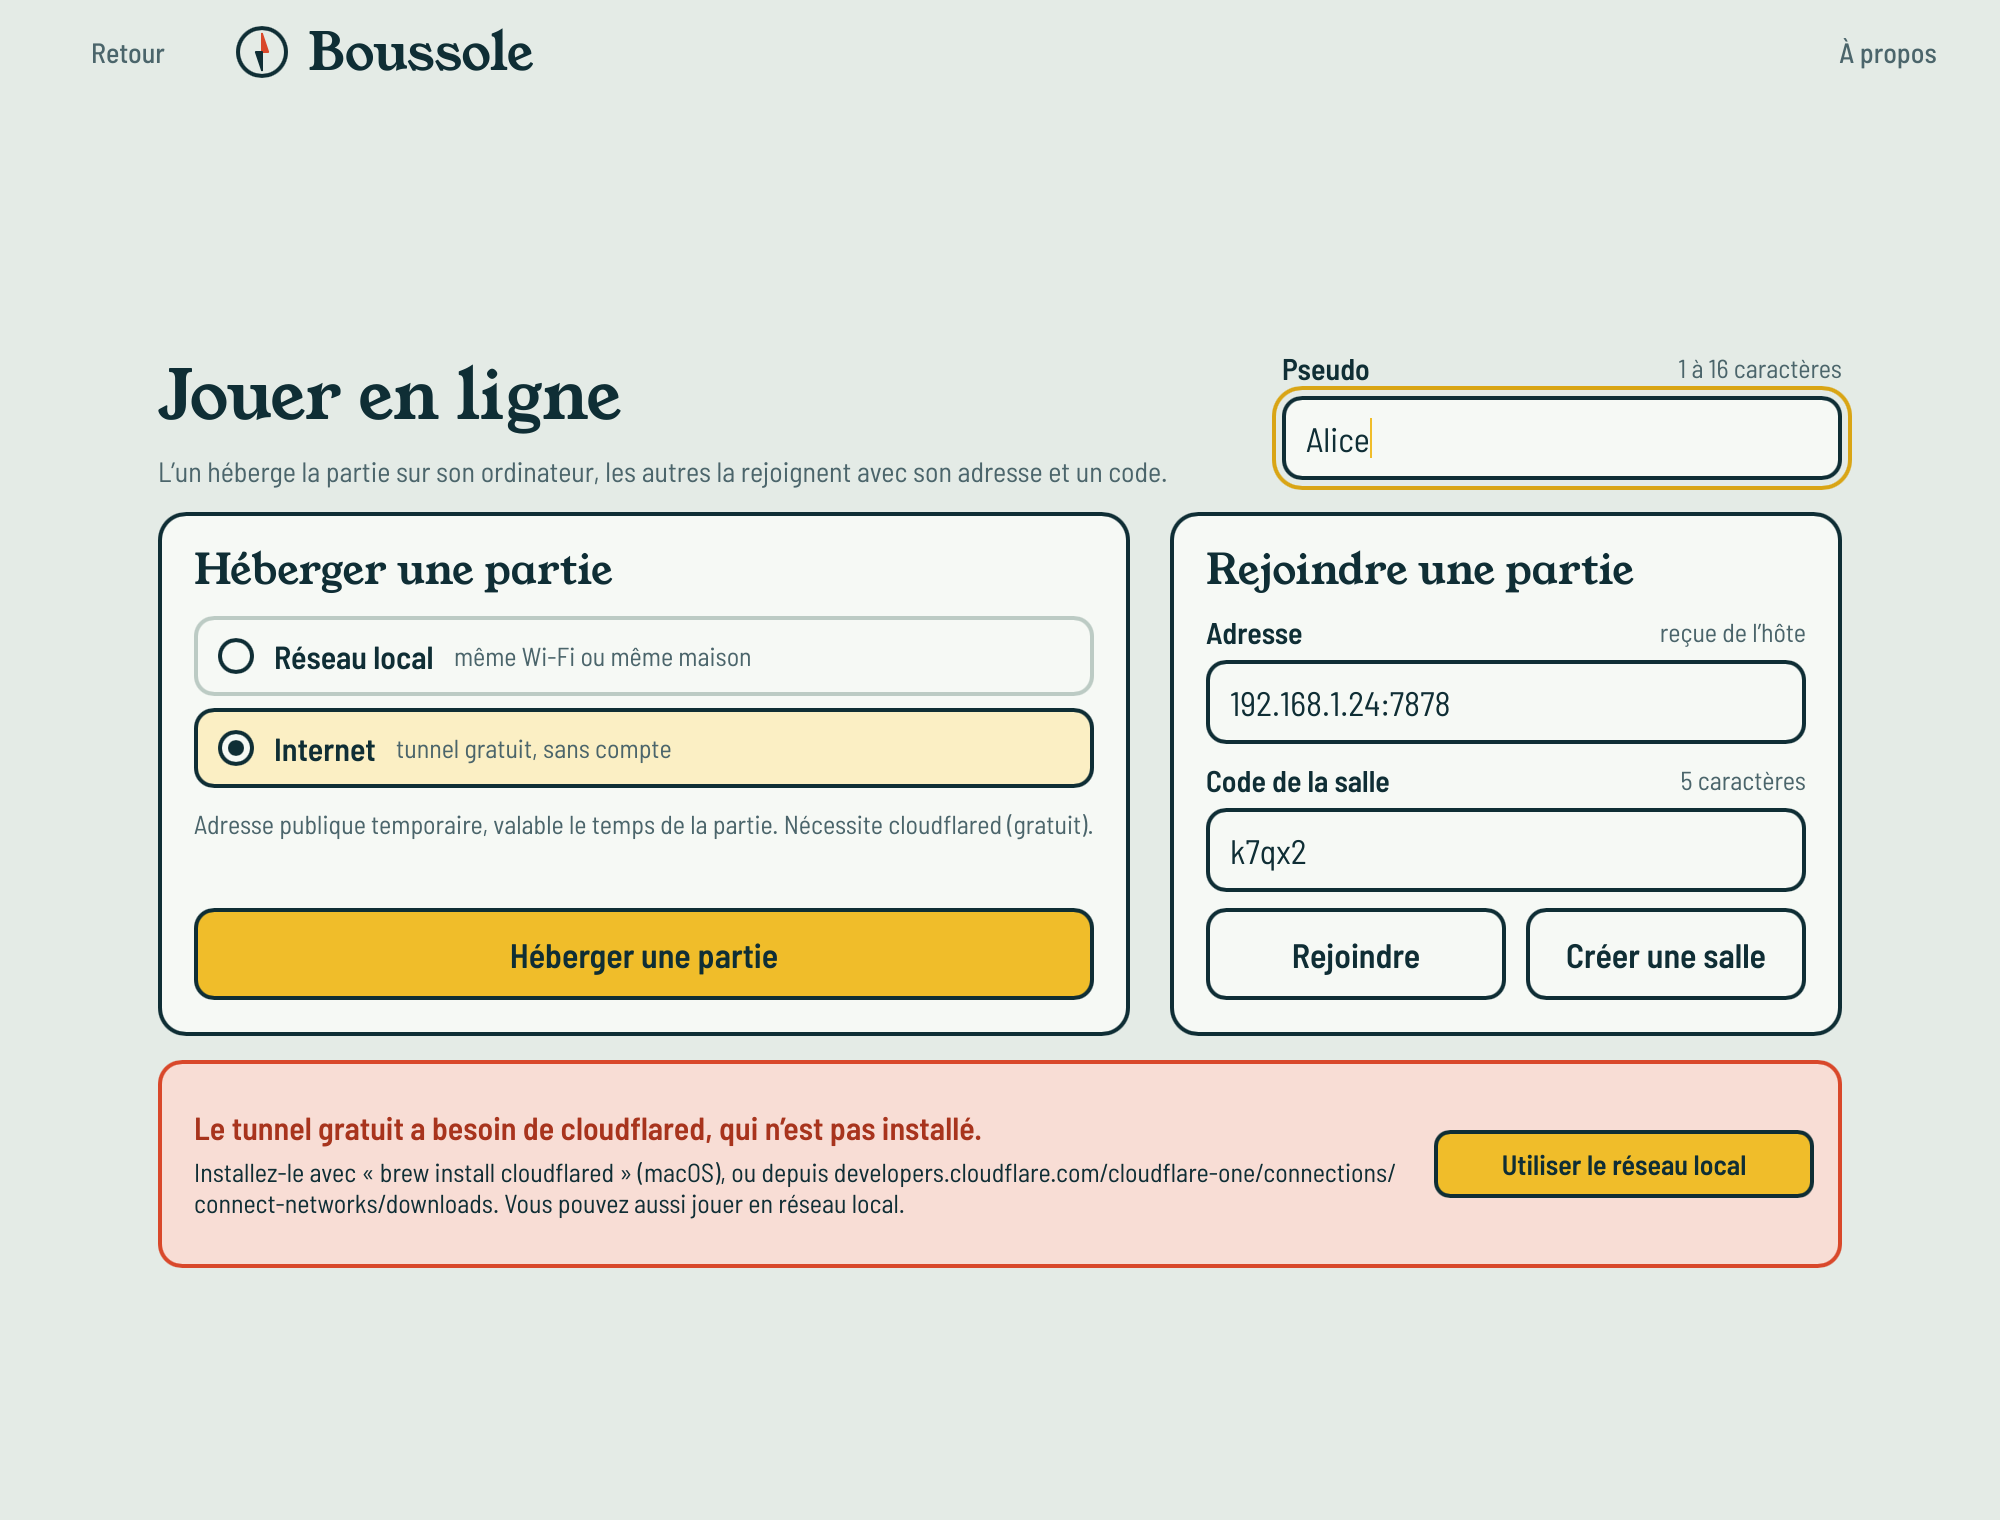 Retour
Boussole
À propos
Jouer en ligne
L’un héberge la partie sur son ordinateur, les autres la rejoignent avec son adresse et un code.
Pseudo
1 à 16 caractères
Alice
Héberger une partie
Réseau local
même Wi-Fi ou même maison
Internet
tunnel gratuit, sans compte
Adresse publique temporaire, valable le temps de la partie. Nécessite cloudflared (gratuit).
Héberger une partie
Rejoindre une partie
Adresse
reçue de l’hôte
192.168.1.24:7878
Code de la salle
5 caractères
k7qx2
Rejoindre
Créer une salle
Le tunnel gratuit a besoin de cloudflared, qui n’est pas installé.
Installez-le avec « brew install cloudflared » (macOS), ou depuis developers.cloudflare.com/cloudflare-one/connections/
connect-networks/downloads. Vous pouvez aussi jouer en réseau local.
Utiliser le réseau local